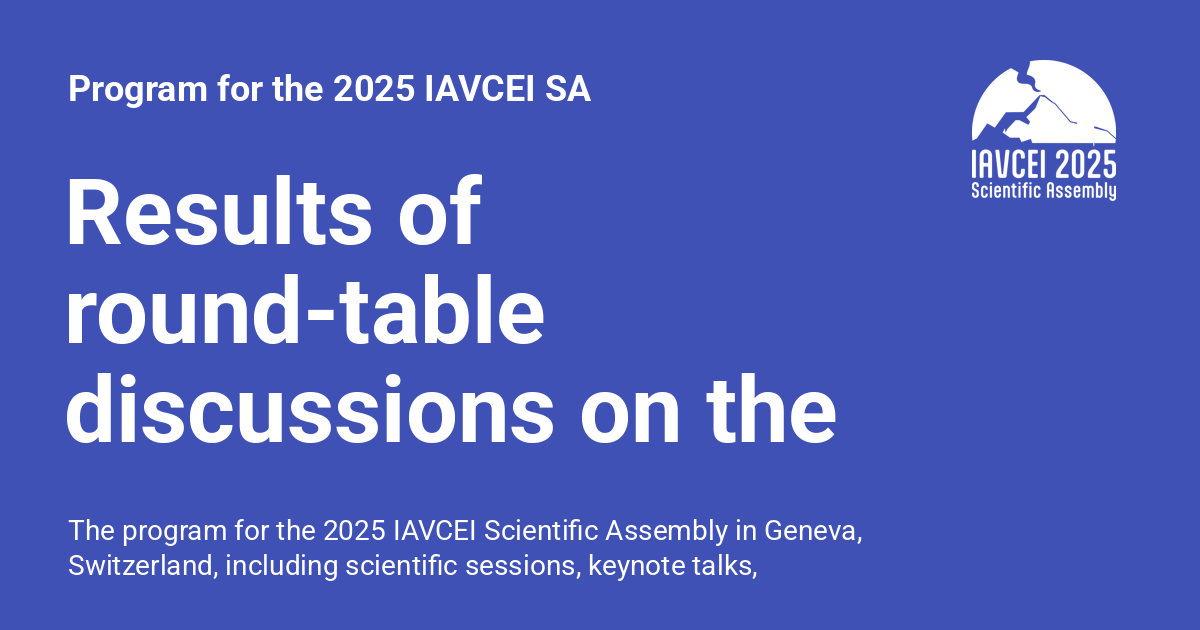 Program for the 2025 IAVCEI SA
IAVCEI 2025
Scientific Assembly
Results of
round-table
discussions on the
The program for the 2025 IAVCEI Scientific Assembly in Geneva,
Switzerland, including scientific sessions, keynote talks,